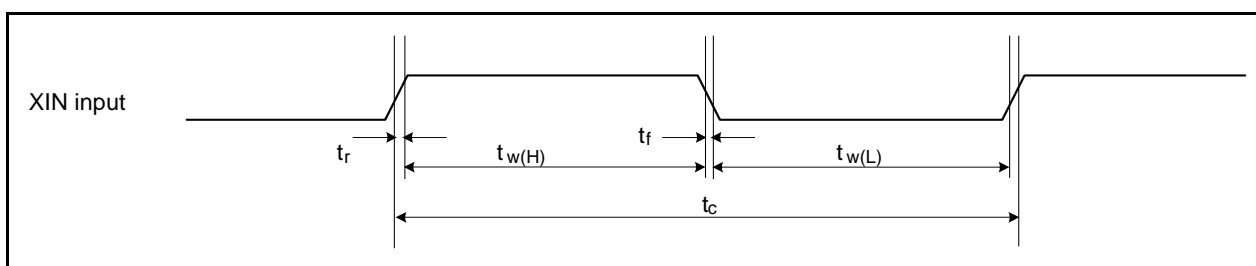 XIN input
tr
tw(H)
tf
tw(L)
tc